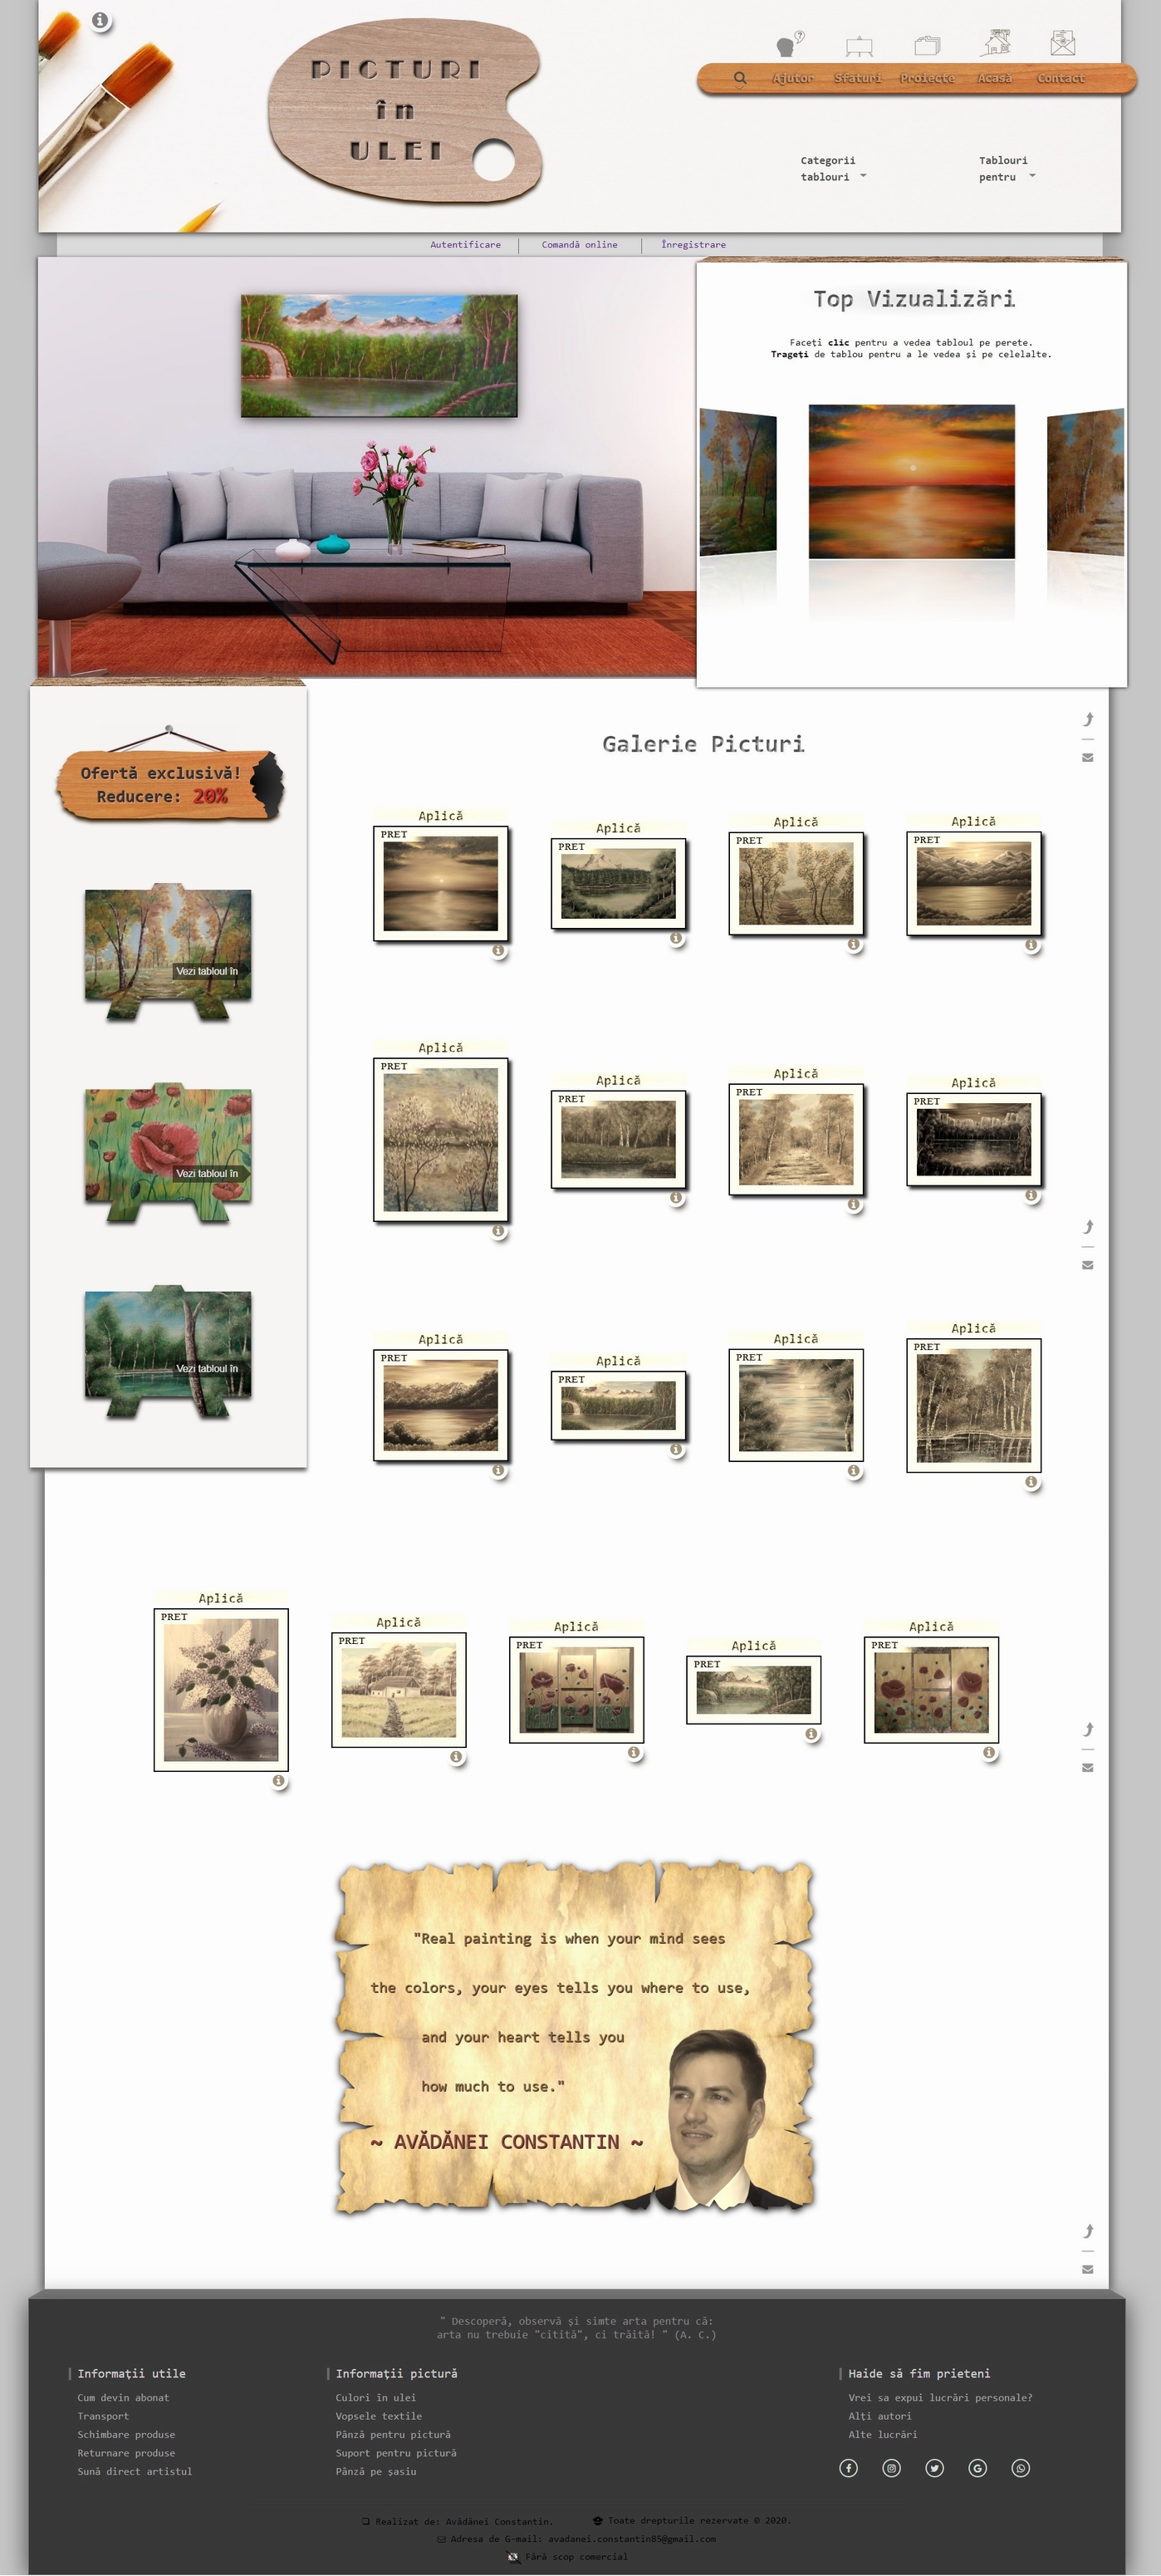 PICTURI
în
ULEI
Ajutor Sfaturi Proiecte Acasă Contact
Categorii
tablouri
Tablouri
pentru
Autentificare
Comandă online
Înregistrare
Top Vizualizări
Faceți clic pentru a vedea tabloul pe perete.
Trageți de tablou pentru a le vedea și pe celelalte.
Ofertă exclusivă!
Reducere: 20%
Vezi tabloul în
Vezi tabloul în
Vezi tabloul în
Galerie Picturi
Aplică
PRET
Aplică
PRET
Aplică
PRET
Aplică
PRET
Aplică
PRET
Aplică
PRET
Aplică
PRET
Aplică
PRET
Aplică
PRET
Aplică
PRET
Aplică
PRET
Aplică
PRET
Aplică
PRET
Aplică
PRET
Aplică
PRET
Aplică
PRET
Aplică
PRET
"Real painting is when your mind sees
the colors, your eyes tells you where to use,
and your heart tells you
how much to use."
~ AVĂDĂNEI CONSTANTIN ~
" Descoperă, observă și simte arta pentru că:
arta nu trebuie "citită", ci trăită! " (A. C.)
Informații utile
Cum devin abonat
Transport
Schimbare produse
Returnare produse
Sună direct artistul
Informații pictură
Culori în ulei
Vopsele textile
Pânză pentru pictură
Suport pentru pictură
Pânză pe șasiu
Haide să fim prieteni
Vrei sa expui lucrări personale?
Alți autori
Alte lucrări
Realizat de: Avădănei Constantin.
Toate drepturile rezervate © 2020.
Adresa de G-mail: avadanei.constantin85@gmail.com
Fără scop comercial